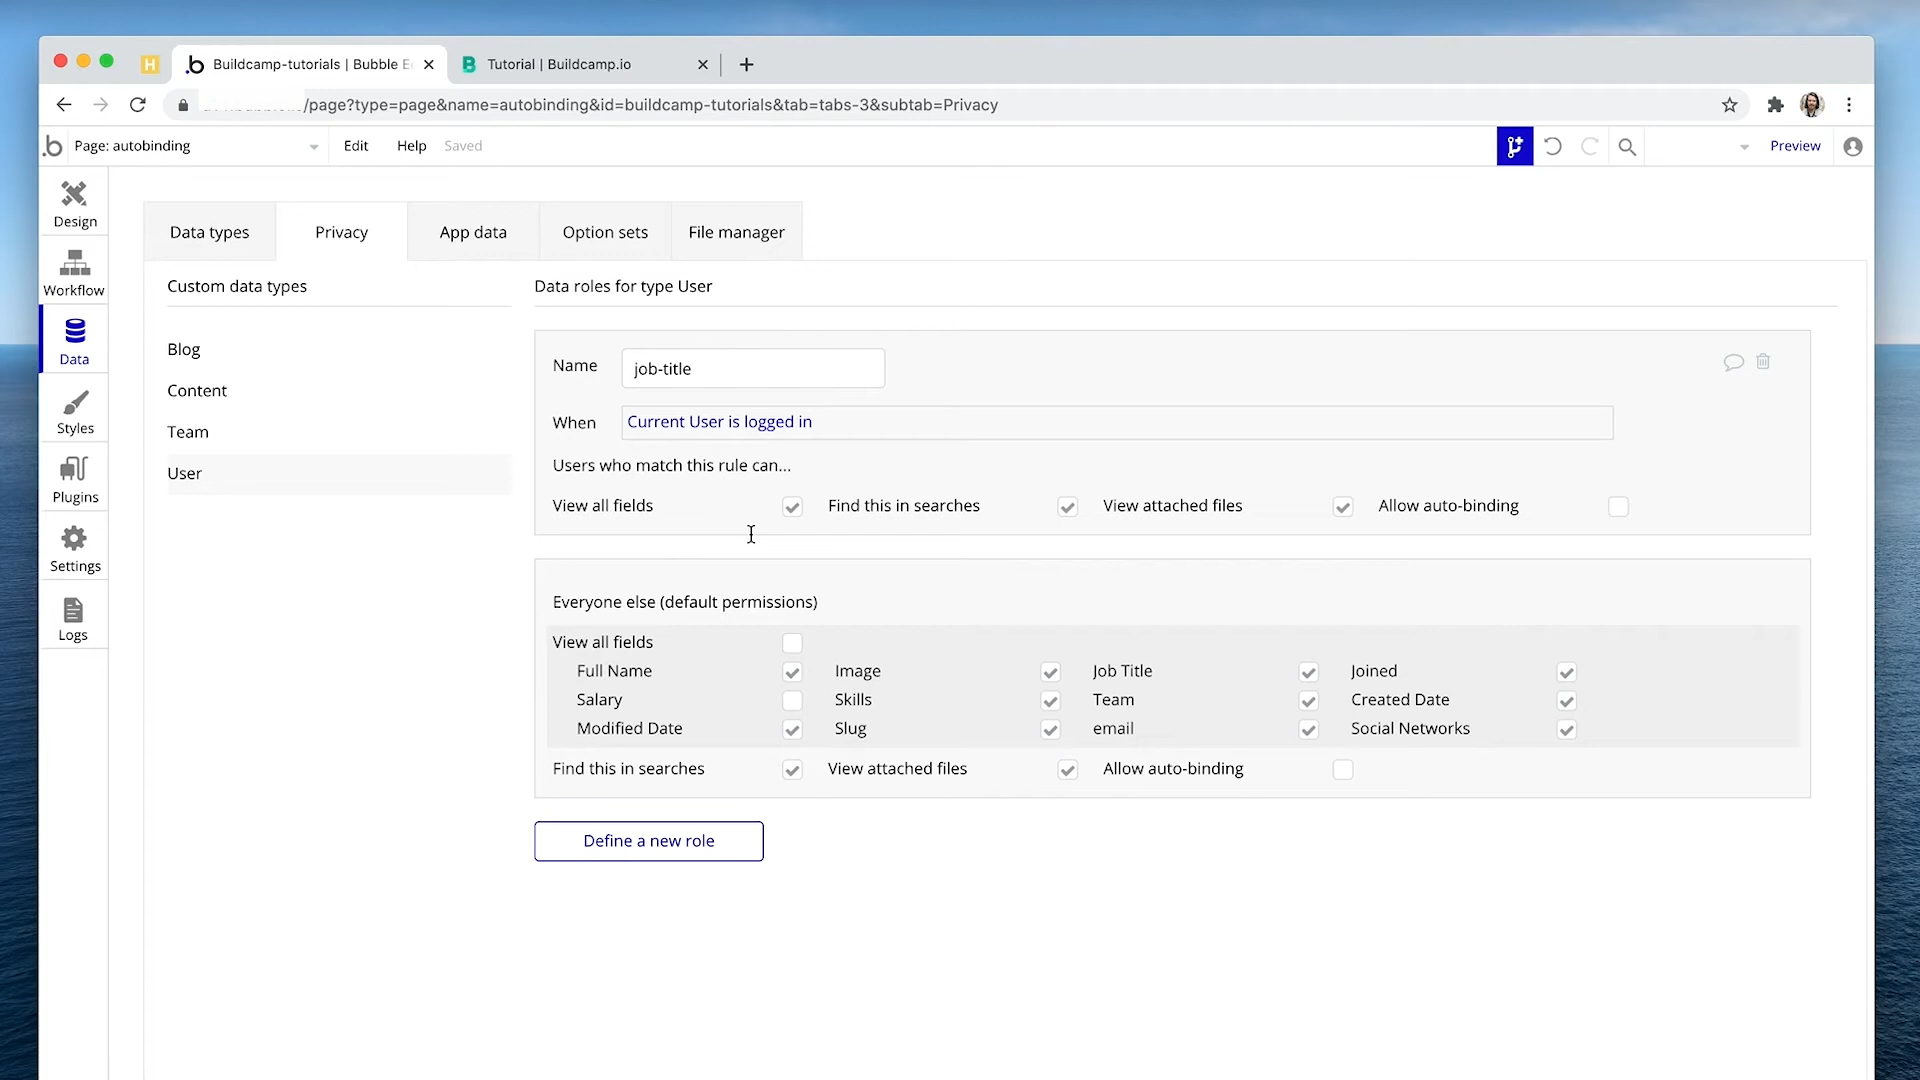 H
Buildcamp-tutorials | Bubble E
B
Tutorial | Buildcamp.io
/page?type=page&name=autobinding&id=buildcamp-tutorials&tab=tabs-3&subtab=Privacy
b
Page: autobinding
Edit
Help
Saved
Preview
Design
Workflow
Data
Styles
Plugins
Settings
Logs
Data types
Privacy
App data
Option sets
File manager
Custom data types
Blog
Content
Team
User
Data roles for type User
Name job-title
When Current User is logged in
Users who match this rule can...
View all fields Find this in searches View attached files Allow auto-binding
Everyone else (default permissions)
View all fields
Full Name Image Job Title Joined
Salary Skills Team Created Date
Modified Date Slug email Social Networks
Find this in searches View attached files Allow auto-binding
Define a new role